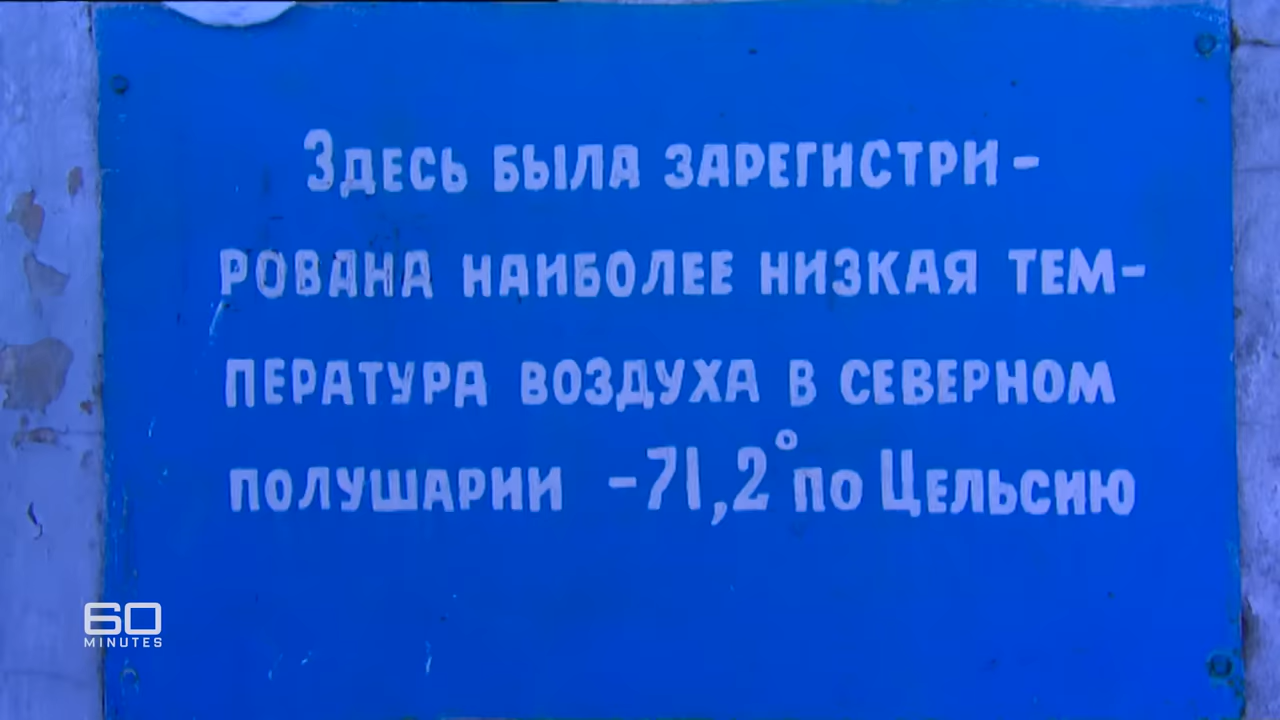 Здесь была зарегистри-
рована наиболее низкая тем-
пература воздуха в северном
полушарии -71,2° по Цельсию
60
MINUTES